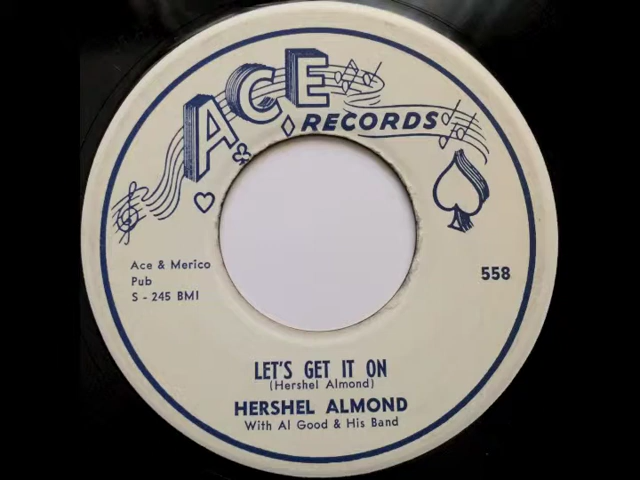 ACE
RECORDS
Ace & Merico
Pub
S - 245 BMI
558
LET'S GET IT ON
(Hershel Almond)
HERSHEL ALMOND
With Al Good & His Band